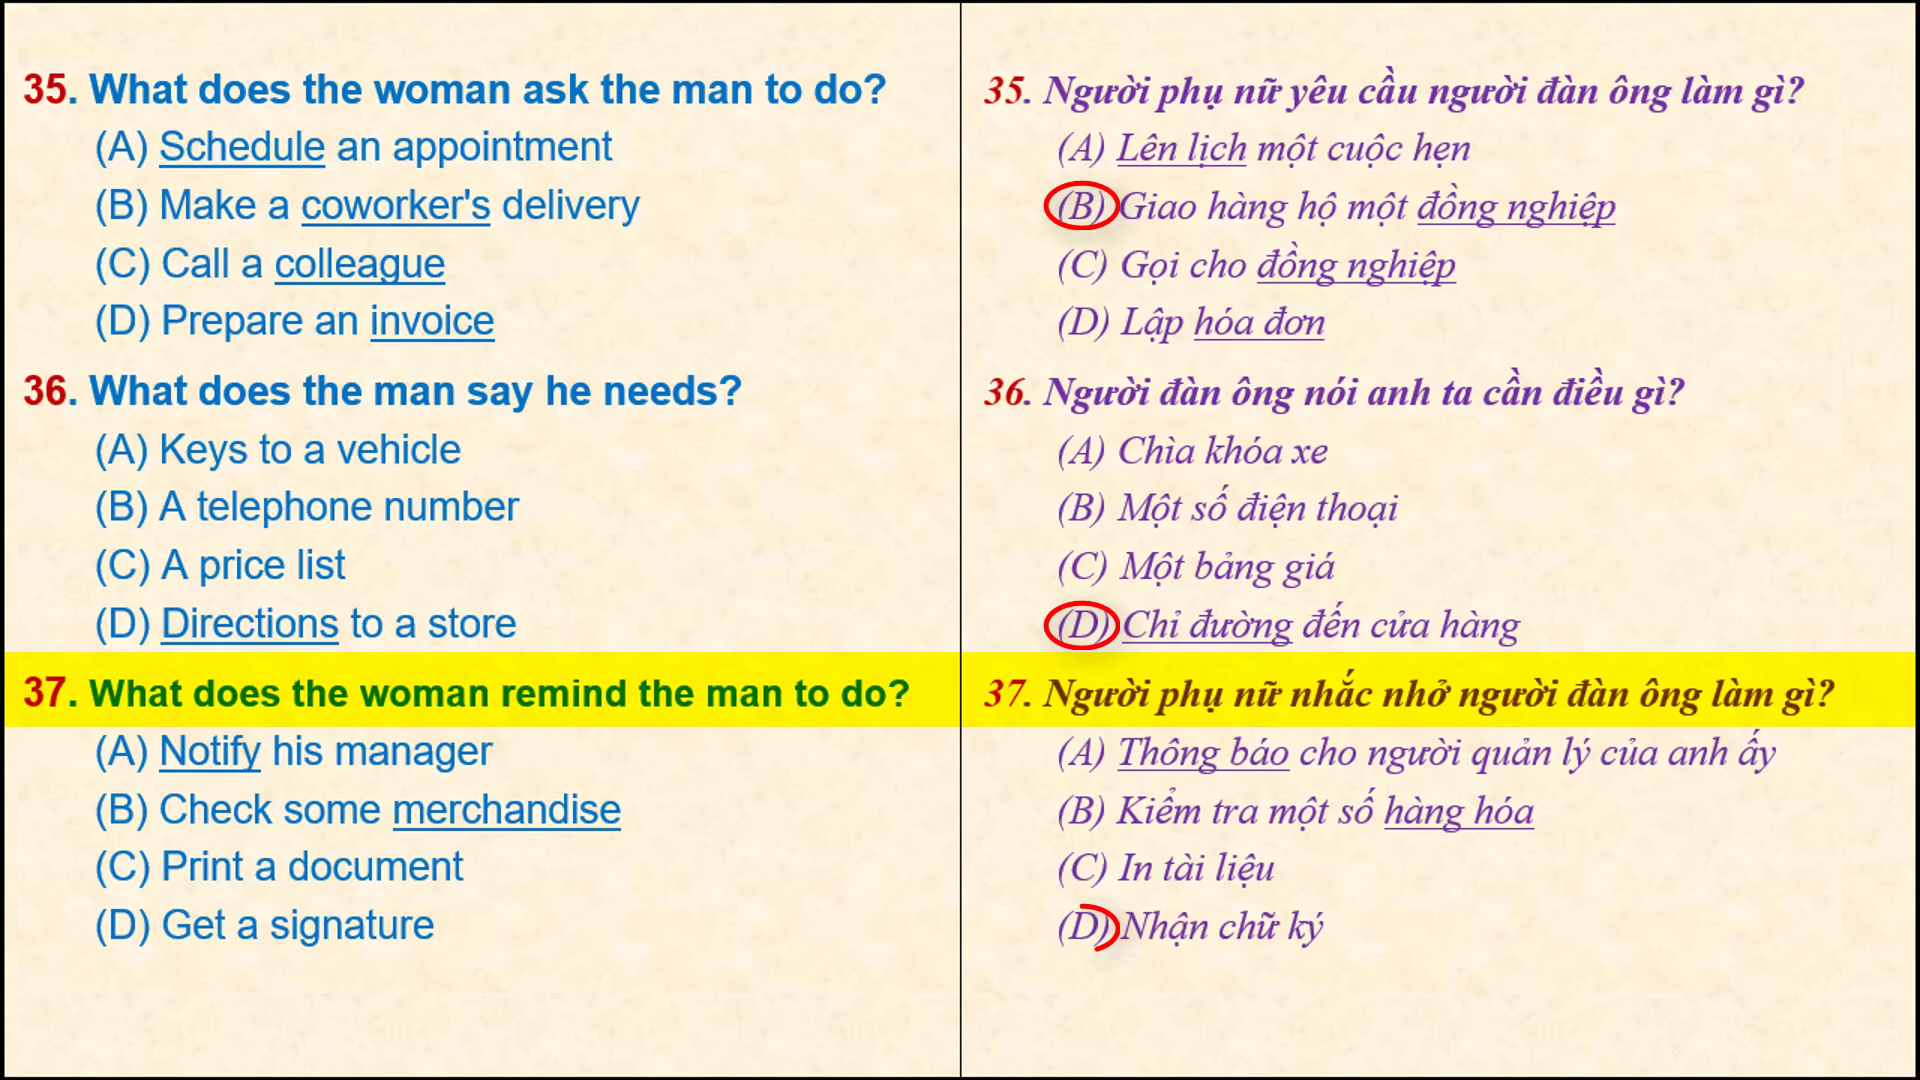 35. What does the woman ask the man to do?
(A) Schedule an appointment
(B) Make a coworker's delivery
(C) Call a colleague
(D) Prepare an invoice
36. What does the man say he needs?
(A) Keys to a vehicle
(B) A telephone number
(C) A price list
(D) Directions to a store
37. What does the woman remind the man to do?
(A) Notify his manager
(B) Check some merchandise
(C) Print a document
(D) Get a signature
35. Người phụ nữ yêu cầu người đàn ông làm gì?
(A) Lên lịch một cuộc hẹn
(B) Giao hàng hộ một đồng nghiệp
(C) Gọi cho đồng nghiệp
(D) Lập hóa đơn
36. Người đàn ông nói anh ta cần điều gì?
(A) Chìa khóa xe
(B) Một số điện thoại
(C) Một bảng giá
(D) Chỉ đường đến cửa hàng
37. Người phụ nữ nhắc nhở người đàn ông làm gì?
(A) Thông báo cho người quản lý của anh ấy
(B) Kiểm tra một số hàng hóa
(C) In tài liệu
(D) Nhận chữ ký